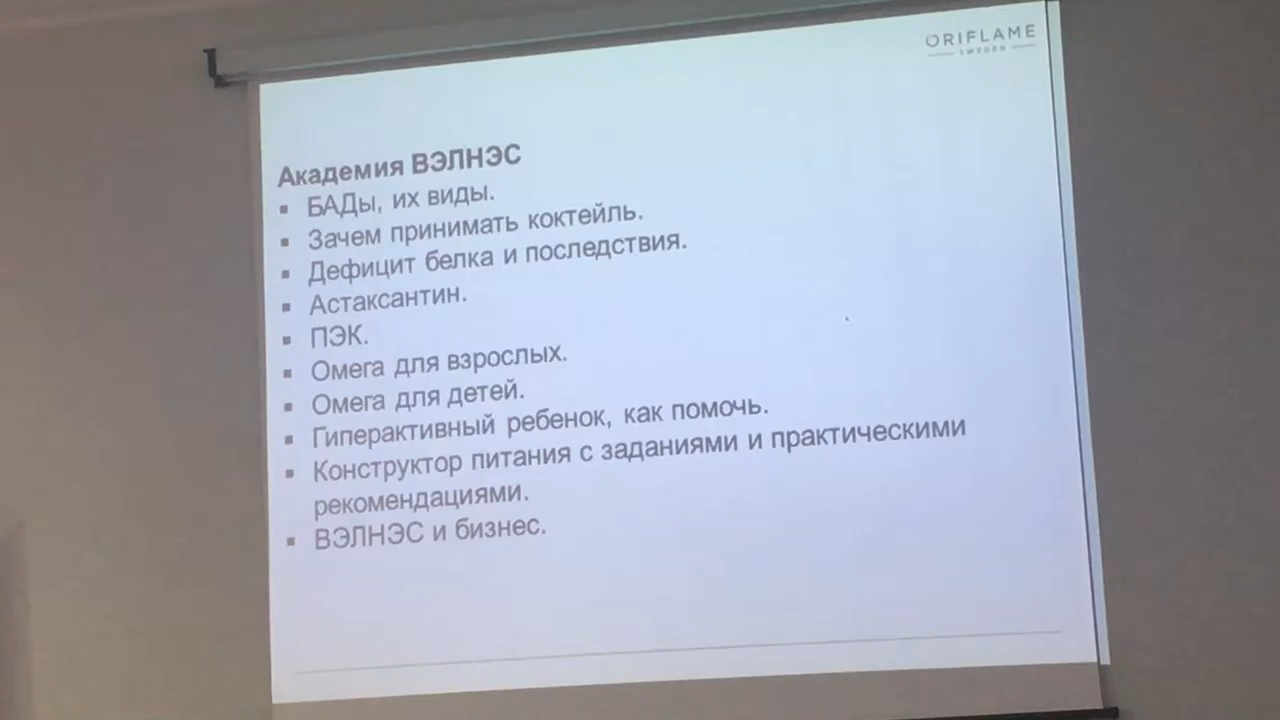 ORIFLAME
SWEDEN
Академия ВЭЛНЭС
▪ БАДы, их виды.
▪ Зачем принимать коктейль.
▪ Дефицит белка и последствия.
▪ Астаксантин.
▪ ПЭК.
▪ Омега для взрослых.
▪ Омега для детей.
▪ Гиперактивный ребенок, как помочь.
▪ Конструктор питания с заданиями и практическими
рекомендациями.
▪ ВЭЛНЭС и бизнес.